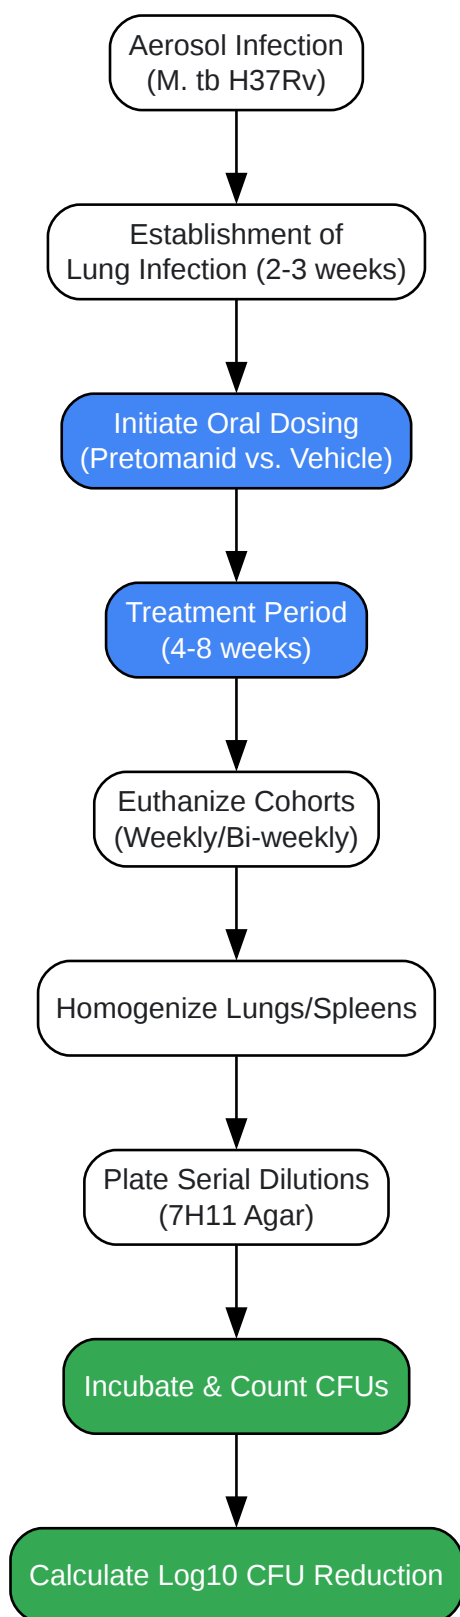 Aerosol Infection
(M. tb H37Rv)
Establishment of
Lung Infection (2-3 weeks)
Initiate Oral Dosing
(Pretomanid vs. Vehicle)
Treatment Period
(4-8 weeks)
Euthanize Cohorts
(Weekly/Bi-weekly)
Homogenize Lungs/Spleens
Plate Serial Dilutions
(7H11 Agar)
Incubate & Count CFUs
Calculate Log10 CFU Reduction